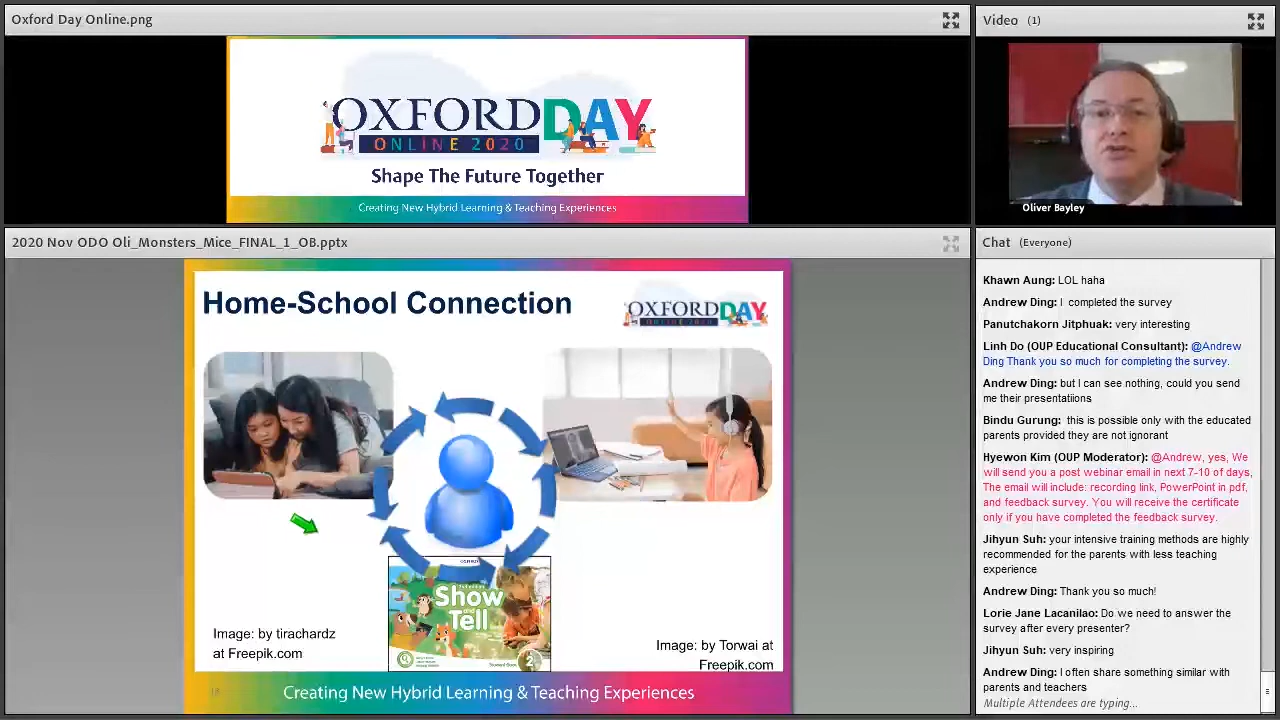 Oxford Day Online.png
OXFORD DAY
ONLINE 2020
Shape The Future Together
Creating New Hybrid Learning & Teaching Experiences
Video (1)
Oliver Bayley
2020 Nov ODO Oli_Monsters_Mice_FINAL_1_OB.pptx
Home-School Connection
OXFORD DAY
ONLINE 2020
OXFORD
Show
and
Tell
2
Image: by tirachardz
at Freepik.com
Image: by Torwai at
Freepik.com
Creating New Hybrid Learning & Teaching Experiences
Chat (Everyone)
Khawn Aung: LOL haha
Andrew Ding: I completed the survey
Panutchakorn Jitphuak: very interesting
Linh Do (OUP Educational Consultant): @Andrew
Ding Thank you so much for completing the survey.
Andrew Ding: but I can see nothing, could you send
me their presentatiions
Bindu Gurung: this is possible only with the educated
parents provided they are not ignorant
Hyewon Kim (OUP Moderator): @Andrew, yes, We
will send you a post webinar email in next 7-10 of days,
The email will include: recording link, PowerPoint in pdf,
and feedback survey. You will receive the certificate
only if you have completed the feedback survey.
Jihyun Suh: your intensive training methods are highly
recommended for the parents with less teaching
experience
Andrew Ding: Thank you so much!
Lorie Jane Lacanilao: Do we need to answer the
survey after every presenter?
Jihyun Suh: very inspiring
Andrew Ding: I often share something similar with
parents and teachers
Multiple Attendees are typing...